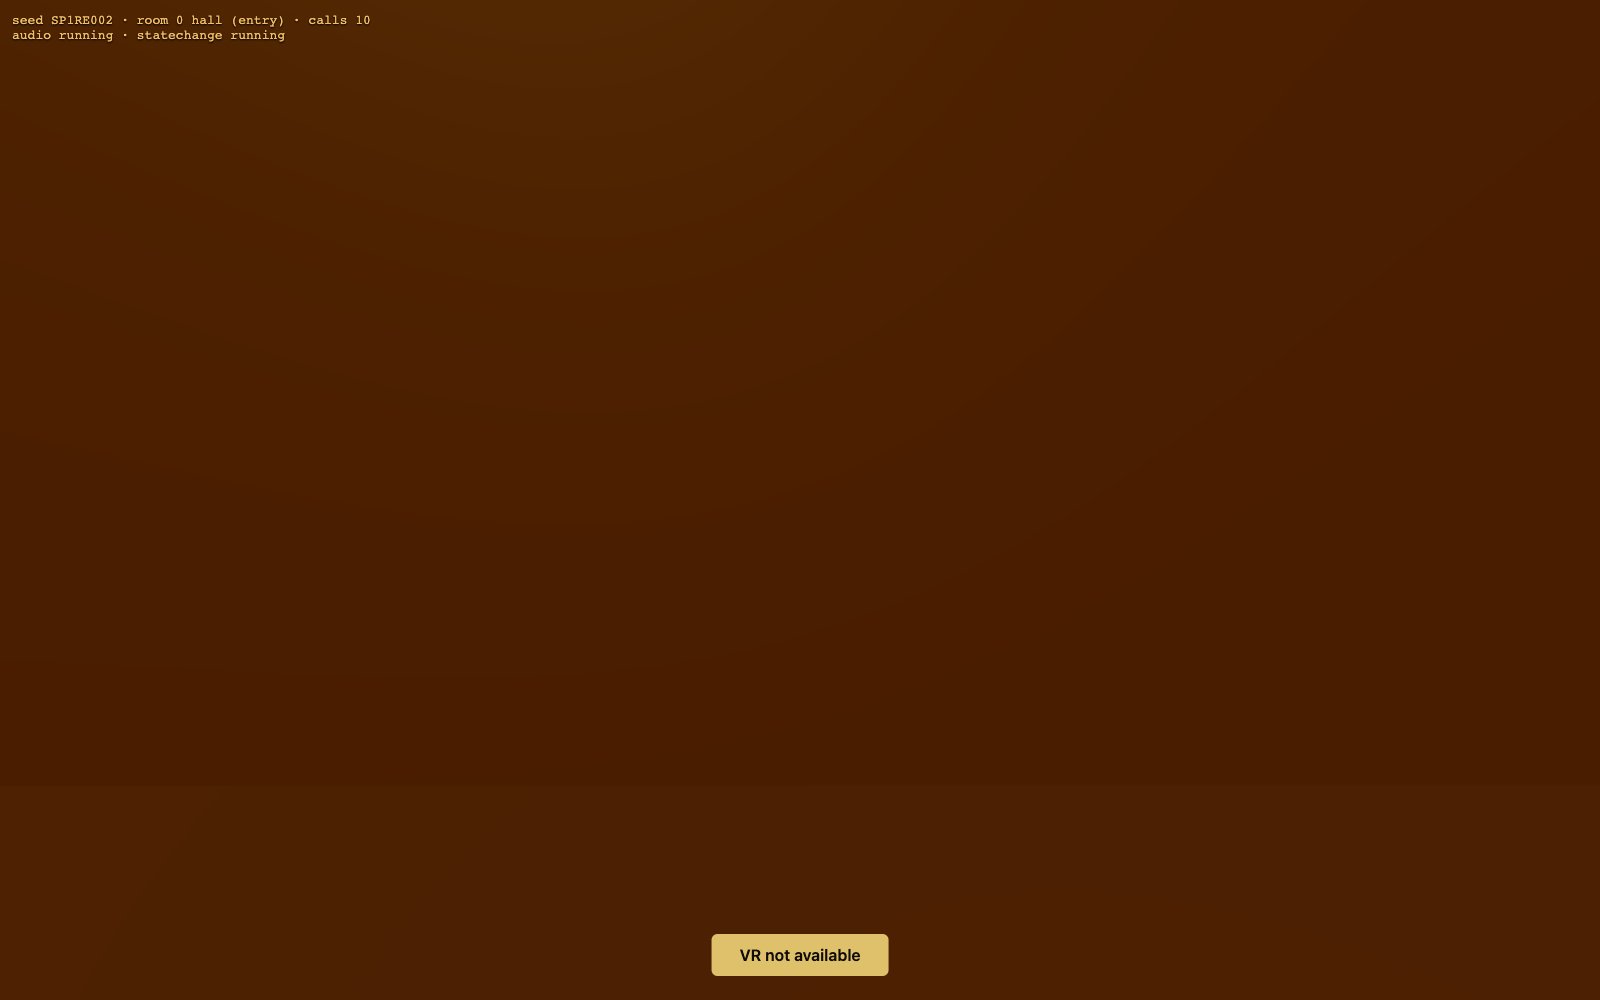 seed SP1RE002 · room 0 hall (entry) · calls 10
audio running · statechange running
VR not available